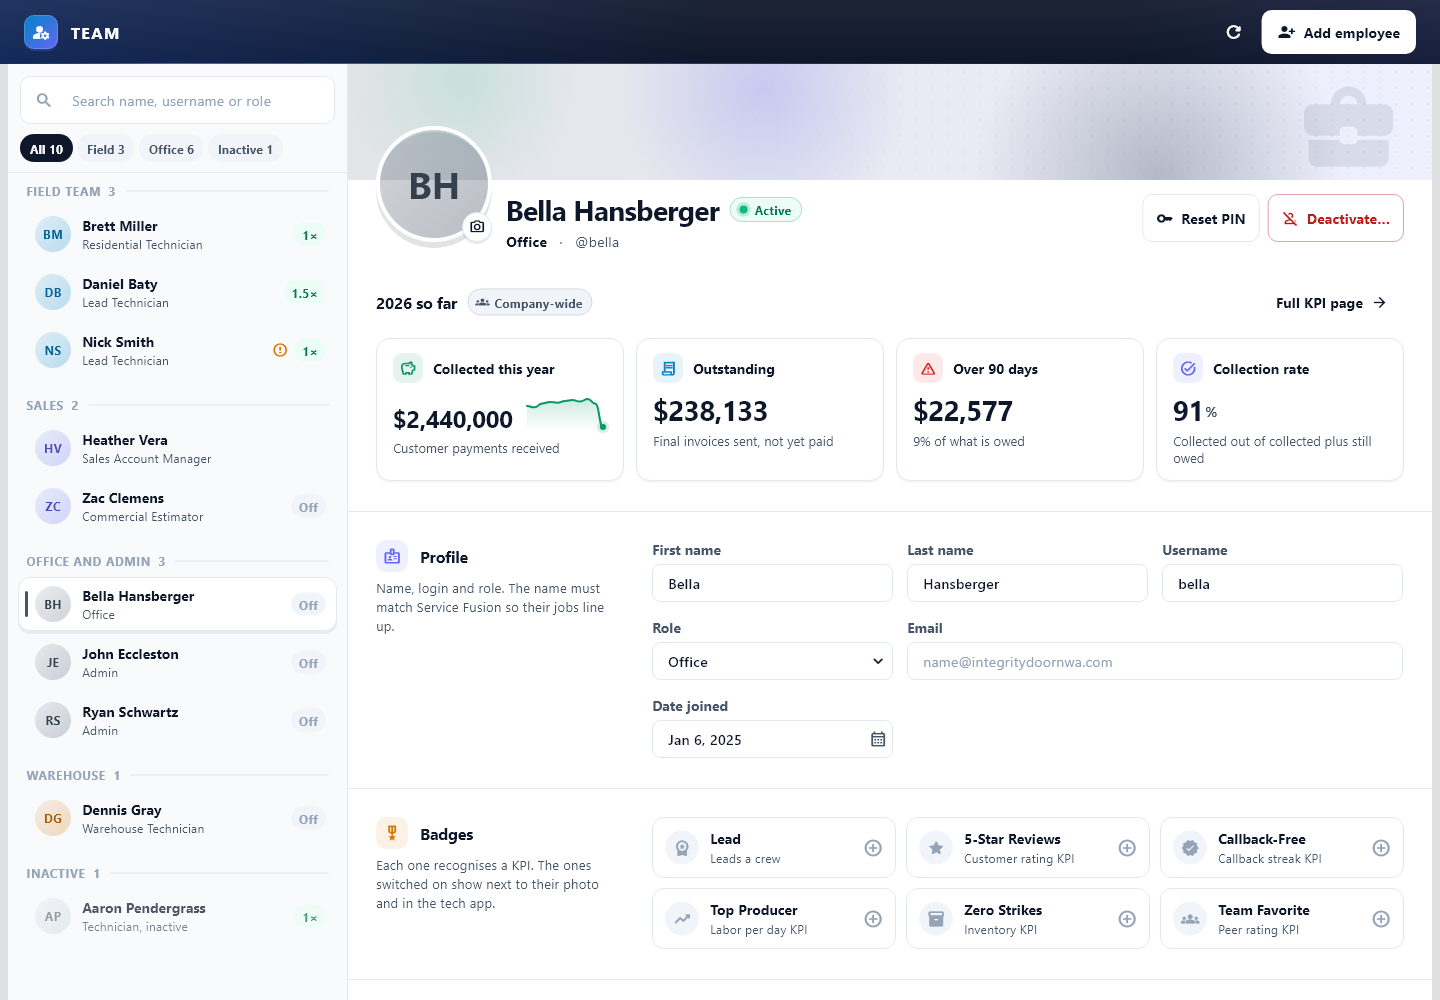 TEAM
Add employee
Search name, username or role
All 10
Field 3
Office 6
Inactive 1
FIELD TEAM 3
BM
Brett Miller
Residential Technician
1×
DB
Daniel Baty
Lead Technician
1.5×
NS
Nick Smith
Lead Technician
1×
SALES 2
HV
Heather Vera
Sales Account Manager
ZC
Zac Clemens
Commercial Estimator
Off
OFFICE AND ADMIN 3
BH
Bella Hansberger
Office
Off
JE
John Eccleston
Admin
Off
RS
Ryan Schwartz
Admin
Off
WAREHOUSE 1
DG
Dennis Gray
Warehouse Technician
Off
INACTIVE 1
AP
Aaron Pendergrass
Technician, inactive
1×
BH
Bella Hansberger
Active
Office · @bella
Reset PIN
Deactivate...
2026 so far
Company-wide
Full KPI page
Collected this year
$2,440,000
Customer payments received
Outstanding
$238,133
Final invoices sent, not yet paid
Over 90 days
$22,577
9% of what is owed
Collection rate
91%
Collected out of collected plus still
owed
Profile
Name, login and role. The name must
match Service Fusion so their jobs line
up.
First name
Bella
Last name
Hansberger
Username
bella
Role
Office
Email
name@integritydoornwa.com
Date joined
Jan 6, 2025
Badges
Each one recognises a KPI. The ones
switched on show next to their photo
and in the tech app.
Lead
Leads a crew
5-Star Reviews
Customer rating KPI
Callback-Free
Callback streak KPI
Top Producer
Labor per day KPI
Zero Strikes
Inventory KPI
Team Favorite
Peer rating KPI